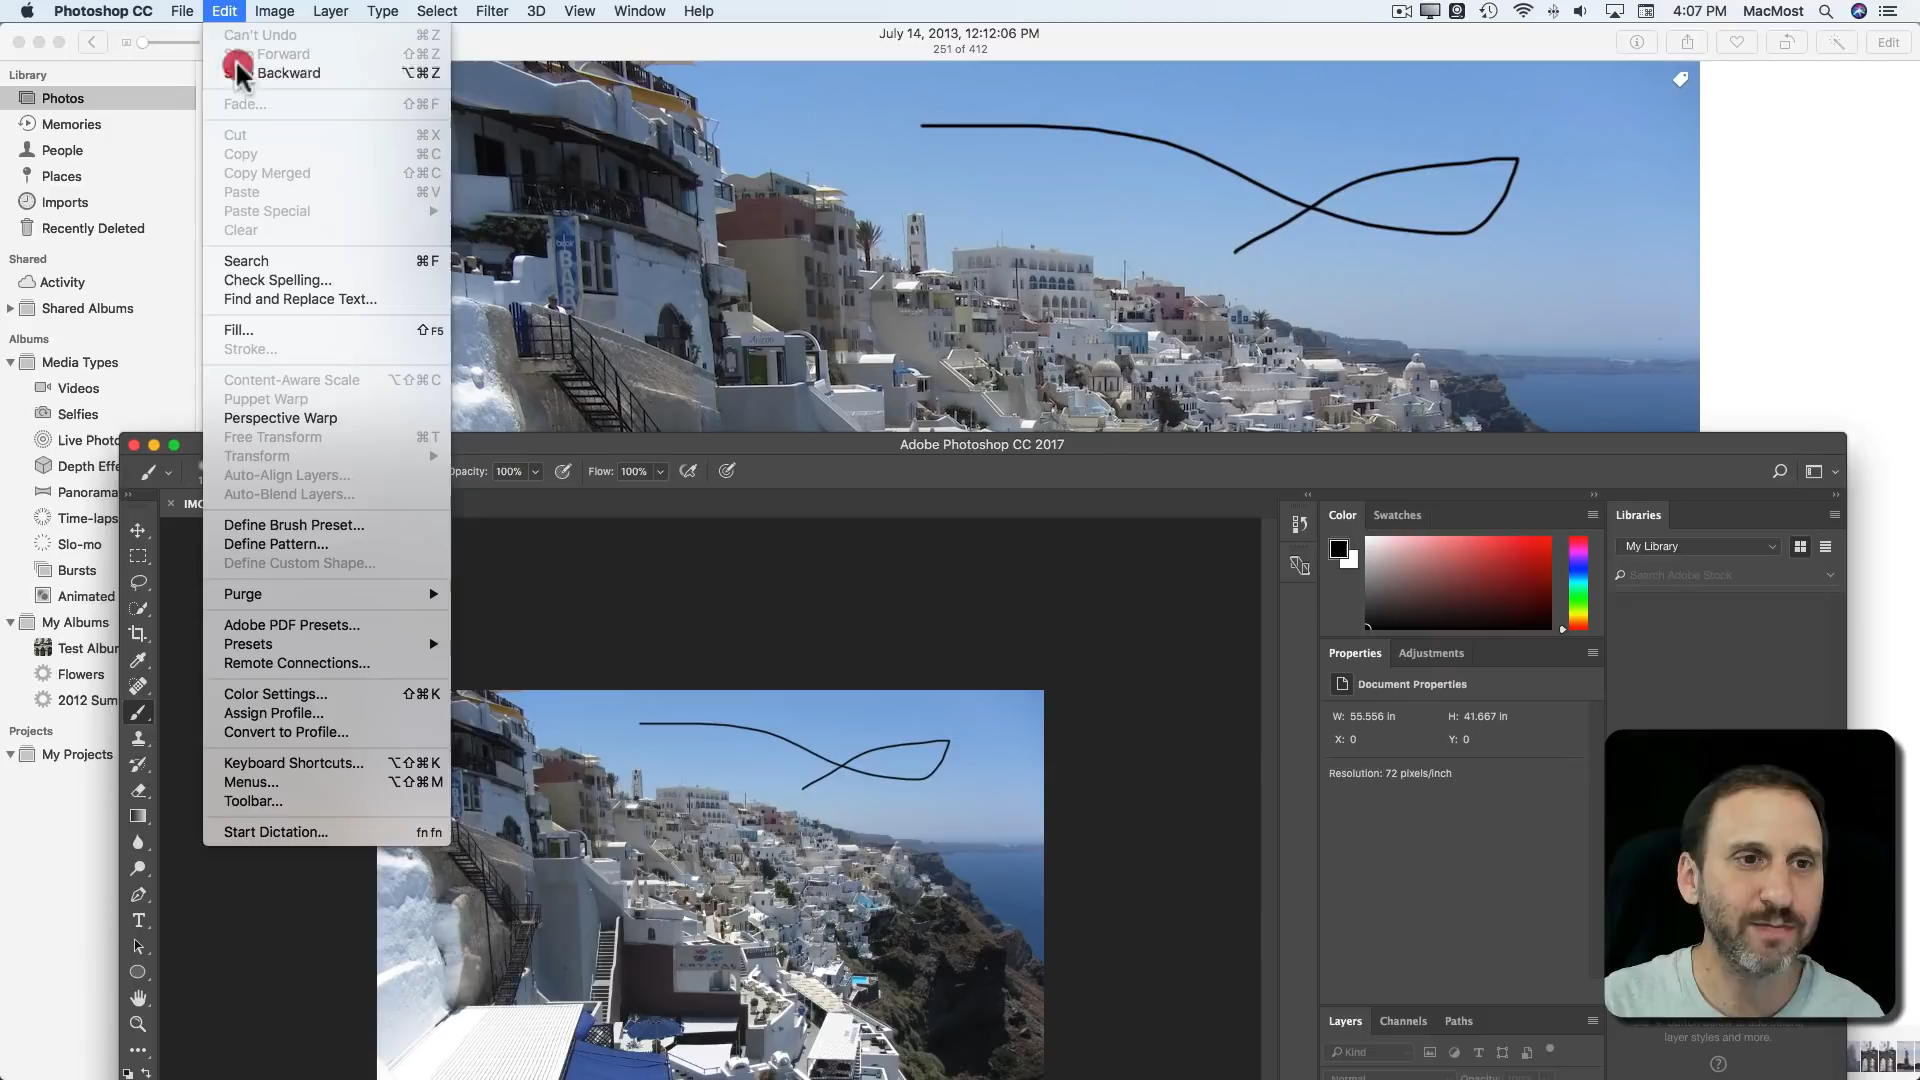 Photoshop CC File Edit Image Layer Type Select Filter 3D View Window Help 4:07 PM MacMost
July 14, 2013, 12:12:06 PM
251 of 412
Edit
Library
Photos
Memories
People
Places
Imports
Recently Deleted
Shared
Activity
Shared Albums
Albums
Media Types
Videos
Selfies
Live Photo
Depth Effe
Panorama
Time-laps
Slo-mo
Bursts
Animated
My Albums
Test Albun
Flowers
2012 Sum
Projects
My Projects
Can't Undo ⌘Z
Forward ⇧⌘Z
Backward ⌥⌘Z
Fade... ⇧⌘F
Cut ⌘X
Copy ⌘C
Copy Merged ⇧⌘C
Paste ⌘V
Paste Special
Clear
Search ⌘F
Check Spelling...
Find and Replace Text...
Fill... ⇧F5
Stroke...
Content-Aware Scale ⌥⇧⌘C
Puppet Warp
Perspective Warp
Free Transform ⌘T
Transform
Auto-Align Layers...
Auto-Blend Layers...
Define Brush Preset...
Define Pattern...
Define Custom Shape...
Purge
Adobe PDF Presets...
Presets
Remote Connections...
Color Settings... ⇧⌘K
Assign Profile...
Convert to Profile...
Keyboard Shortcuts... ⌥⇧⌘K
Menus... ⌥⇧⌘M
Toolbar...
Start Dictation... fn fn
BAR
Adobe Photoshop CC 2017
Opacity: 100% Flow: 100%
IMG
Color Swatches
Libraries
My Library
Search Adobe Stock
Properties Adjustments
Document Properties
W: 55.556 in H: 41.667 in
X: 0 Y: 0
Resolution: 72 pixels/inch
CRYSTAL
Layers Channels Paths
Kind
Normal Opacity: 100%
layer styles and more.